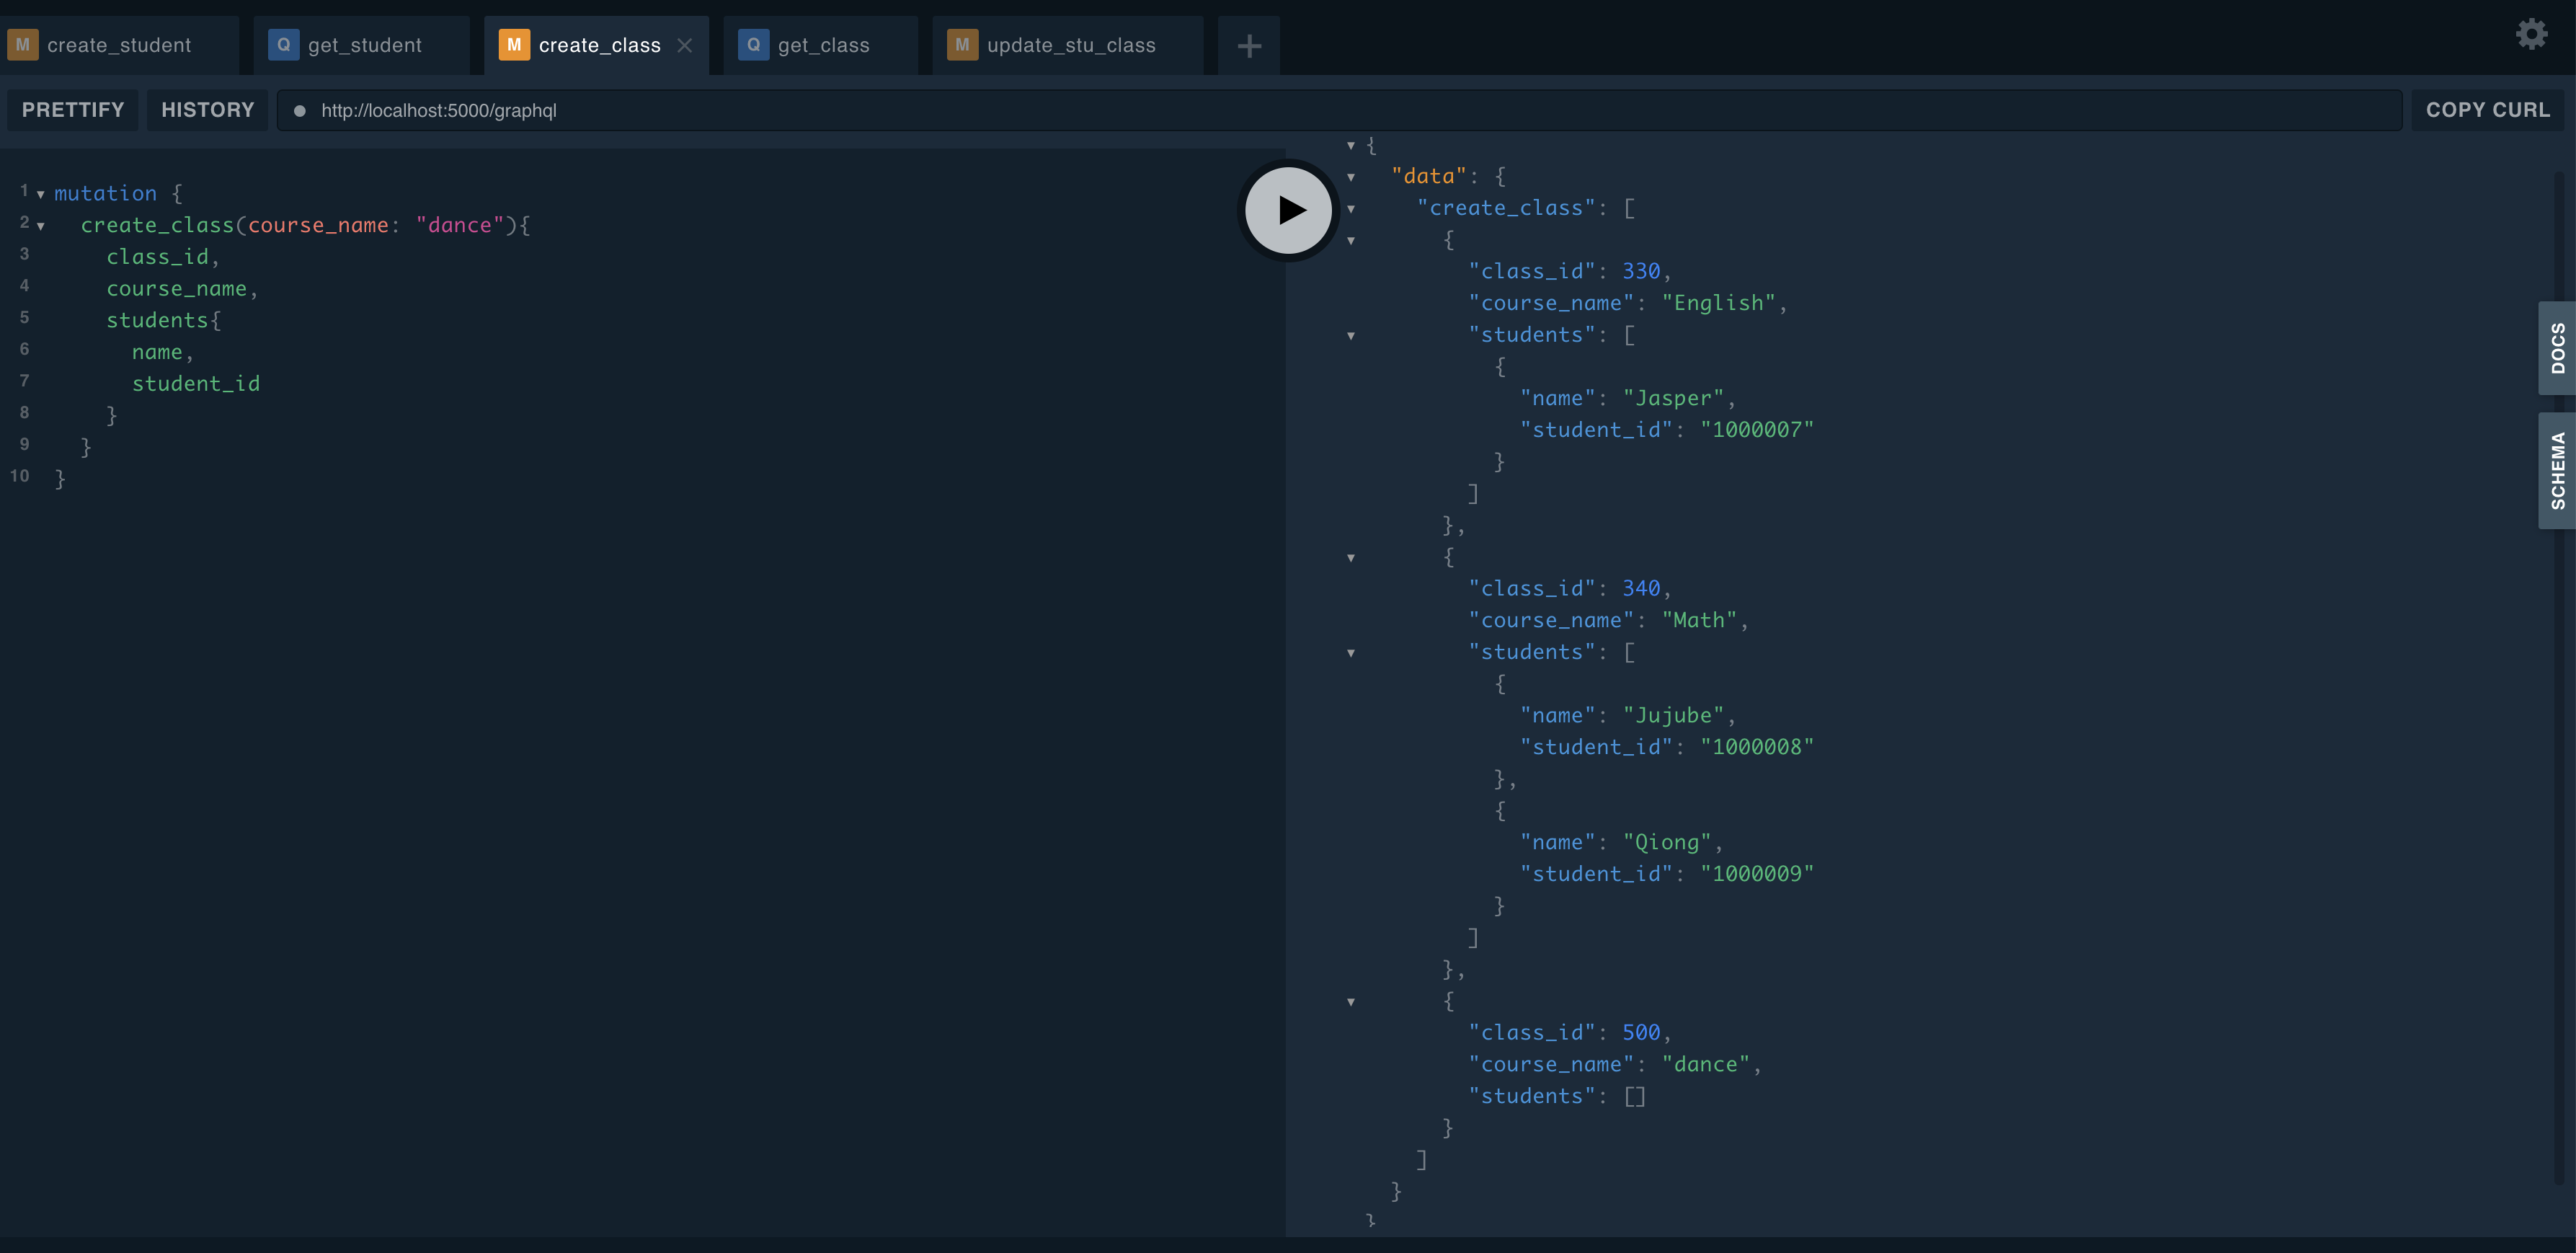 M create_student
Q get_student
M create_class ×
Q get_class
M update_stu_class
+
PRETTIFY
HISTORY
http://localhost:5000/graphql
COPY CURL
1 mutation {
2 create_class(course_name: "dance"){
3 class_id,
4 course_name,
5 students{
6 name,
7 student_id
8 }
9 }
10 }
{
"data": {
"create_class": [
{
"class_id": 330,
"course_name": "English",
"students": [
{
"name": "Jasper",
"student_id": "1000007"
}
]
},
{
"class_id": 340,
"course_name": "Math",
"students": [
{
"name": "Jujube",
"student_id": "1000008"
},
{
"name": "Qiong",
"student_id": "1000009"
}
]
},
{
"class_id": 500,
"course_name": "dance",
"students": []
}
]
}
}
DOCS
SCHEMA